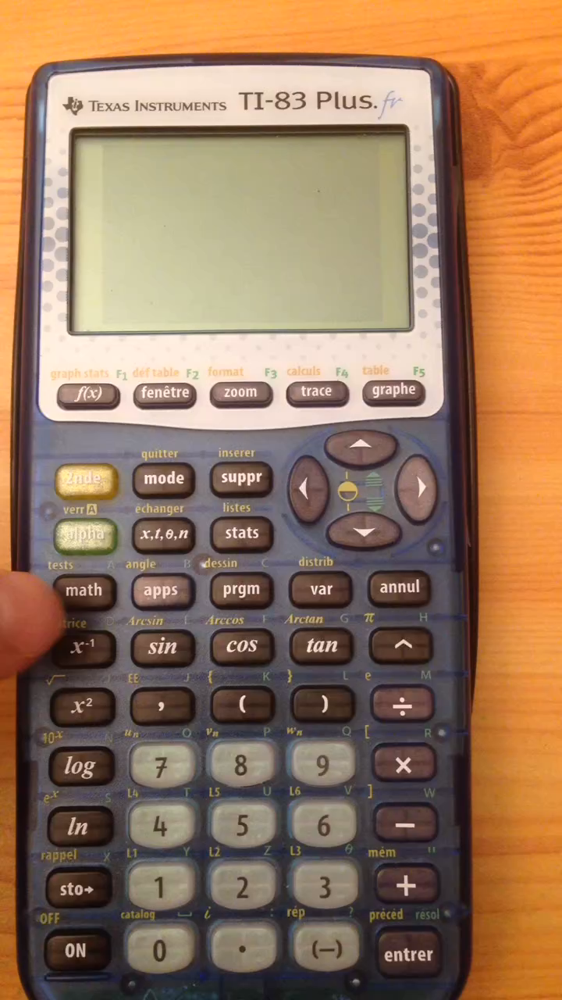 TEXAS INSTRUMENTS TI-83 Plus.fr
graph stats F1 déf table F2 format F3 calculs F4 table F5
f(x) fenêtre zoom trace graphe
quitter insérer
2nde mode suppr
verr A échanger listes
alpha x,t,θ,n stats
tests A angle B dessin C distrib
math apps prgm var annul
trice D Arcsin E Arccos F Arctan G π H
x-1 sin cos tan ^
√ I EE J { K } L e M
x² , ( ) ÷
10ˣ N uₙ O vₙ P wₙ Q [ R
log 7 8 9 ×
eˣ S L4 T L5 U L6 V ] W
ln 4 5 6 −
rappel X L1 Y L2 Z L3 θ mém "
sto→ 1 2 3 +
OFF catalog ⎵ i : rép ? précéd résol
ON 0 . (—) entrer